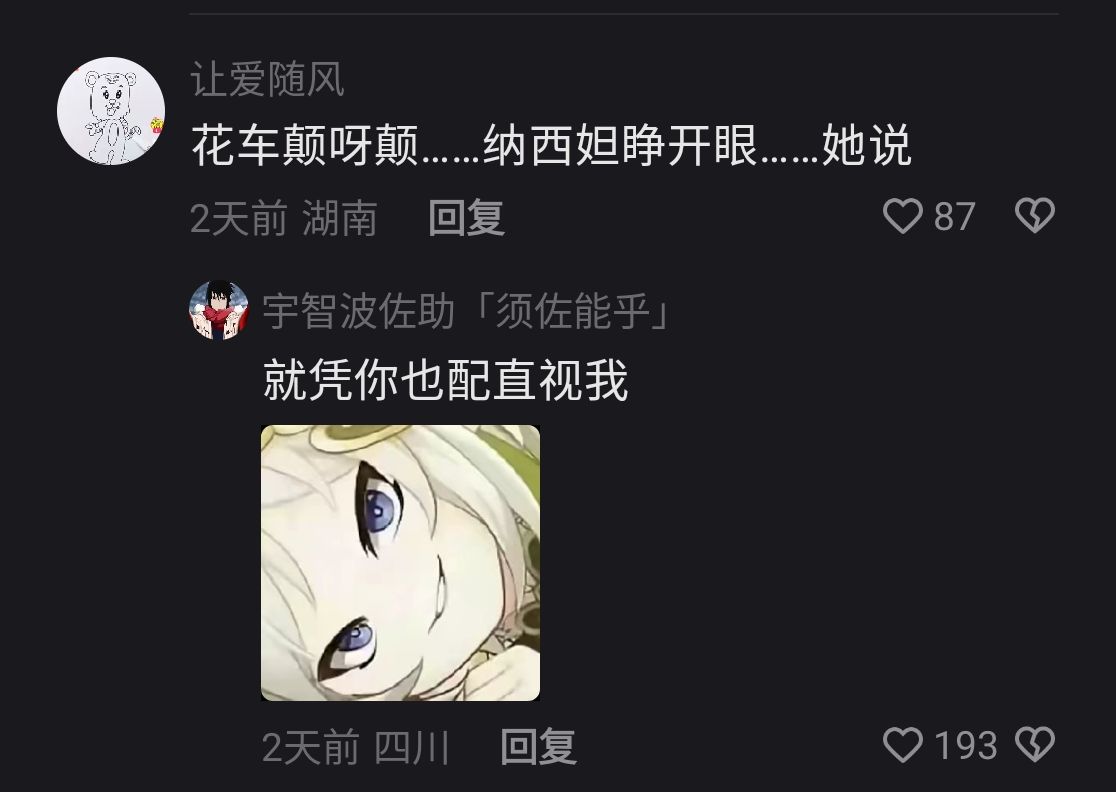 让爱随风
花车颠呀颠……纳西妲睁开眼……她说
2天前 湖南 回复 87
宇智波佐助「须佐能乎」
就凭你也配直视我
2天前 四川 回复 193